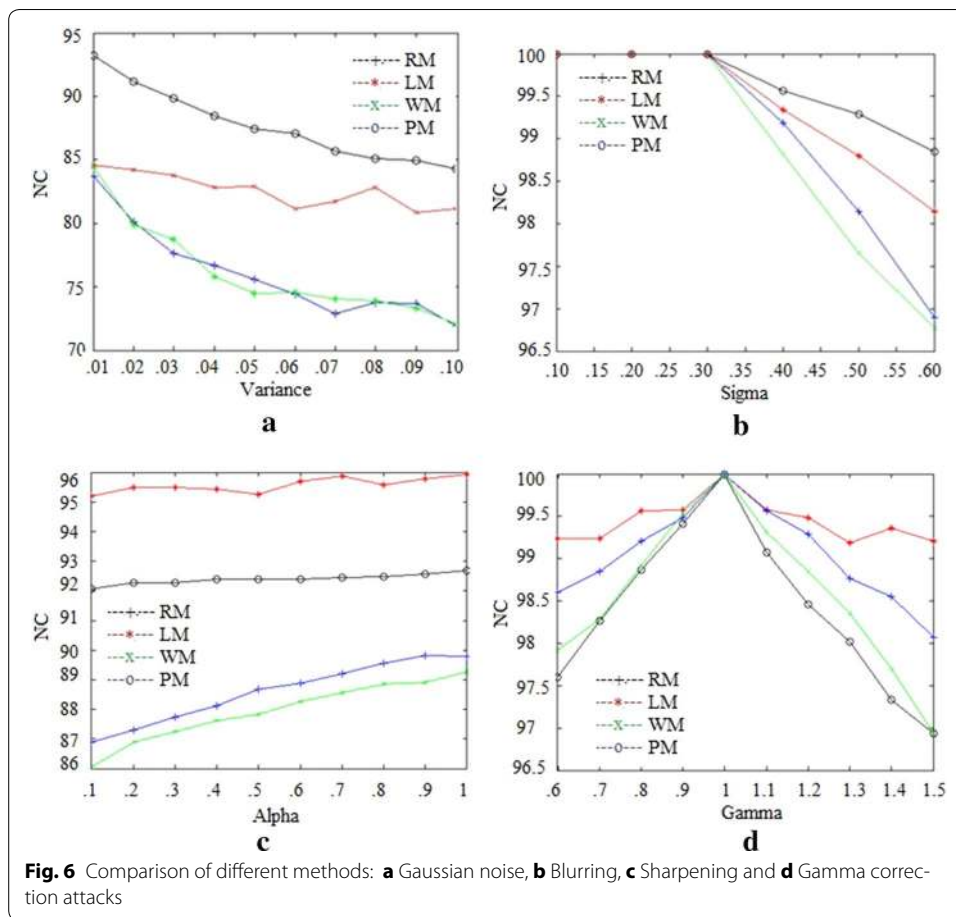 95
90
85
80
75
70
NC
RM
LM
WM
PM
.01 .02 .03 .04 .05 .06 .07 .08 .09 .10
Variance
a
100
99.5
99
98.5
98
97.5
97
96.5
NC
RM
LM
WM
PM
.10 .15 .20 .25 .30 .35 .40 .45 .50 .55 .60
Sigma
b
96
95
94
93
92
91
90
89
88
87
86
NC
RM
LM
WM
PM
.1 .2 .3 .4 .5 .6 .7 .8 .9 1
Alpha
c
100
99.5
99
98.5
98
97.5
97
96.5
NC
RM
LM
WM
PM
.6 .7 .8 .9 1 1.1 1.2 1.3 1.4 1.5
Gamma
d
Fig. 6 Comparison of different methods: a Gaussian noise, b Blurring, c Sharpening and d Gamma correc-
tion attacks